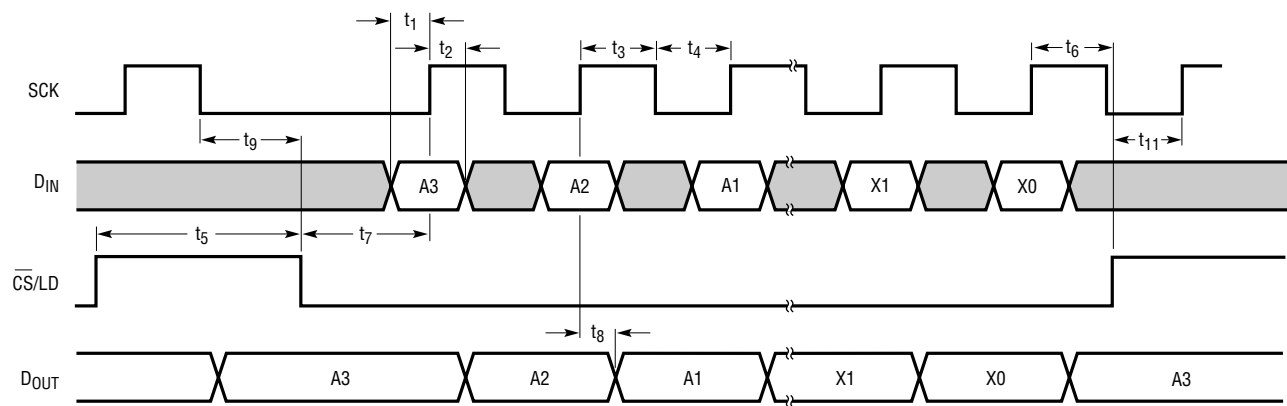 t1
t2 t3 t4 t6
SCK
t9 t11
DIN A3 A2 A1 X1 X0
t5 t7
CS/LD
t8
DOUT A3 A2 A1 X1 X0 A3